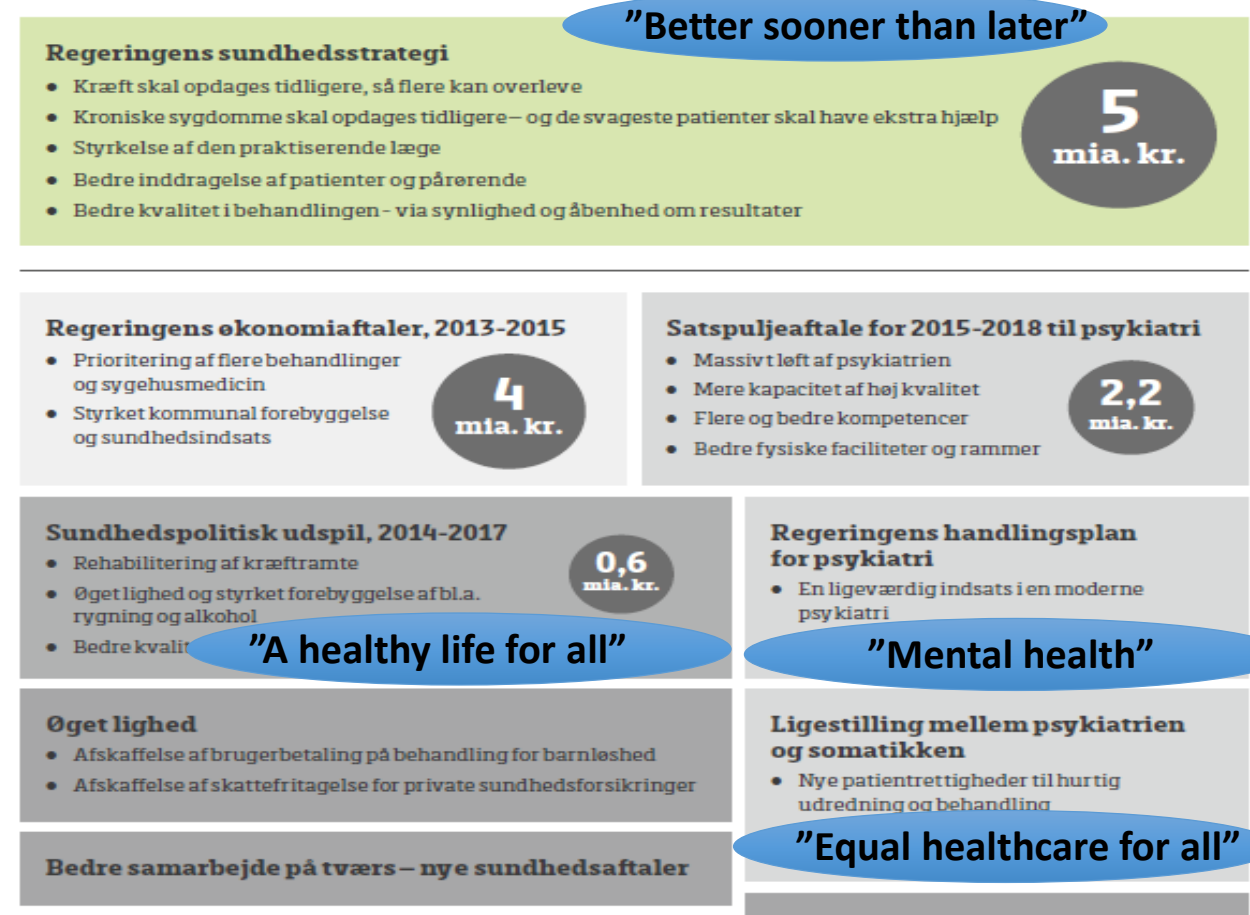 ”Better sooner than later”
Regeringens sundhedsstrategi
• Kræft skal opdages tidligere, så flere kan overleve
• Kroniske sygdomme skal opdages tidligere – og de svageste patienter skal have ekstra hjælp
• Styrkelse af den praktiserende læge
• Bedre inddragelse af patienter og pårørende
• Bedre kvalitet i behandlingen - via synlighed og åbenhed om resultater
5
mia. kr.
Regeringens økonomiaftaler, 2013-2015
• Prioritering af flere behandlinger
og sygehusmedicin
• Styrket kommunal forebyggelse
og sundhedsindsats
4
mia. kr.
Satspuljeaftale for 2015-2018 til psykiatri
• Massivt løft af psykiatrien
• Mere kapacitet af høj kvalitet
• Flere og bedre kompetencer
• Bedre fysiske faciliteter og rammer
2,2
mia. kr.
Sundhedspolitisk udspil, 2014-2017
• Rehabilitering af kræftramte
• Øget lighed og styrket forebyggelse af bl.a.
rygning og alkohol
• Bedre
0,6
mia. kr.
”A healthy life for all”
Regeringens handlingsplan
for psykiatri
• En ligeværdig indsats i en moderne
psykiatri
”Mental health”
Øget lighed
• Afskaffelse af brugerbetaling på behandling for barnløshed
• Afskaffelse af skattefritagelse for private sundhedsforsikringer
Ligestilling mellem psykiatrien
og somatikken
• Nye patientrettigheder til hurtig
udredning og behandling
”Equal healthcare for all”
Bedre samarbejde på tværs – nye sundhedsaftaler